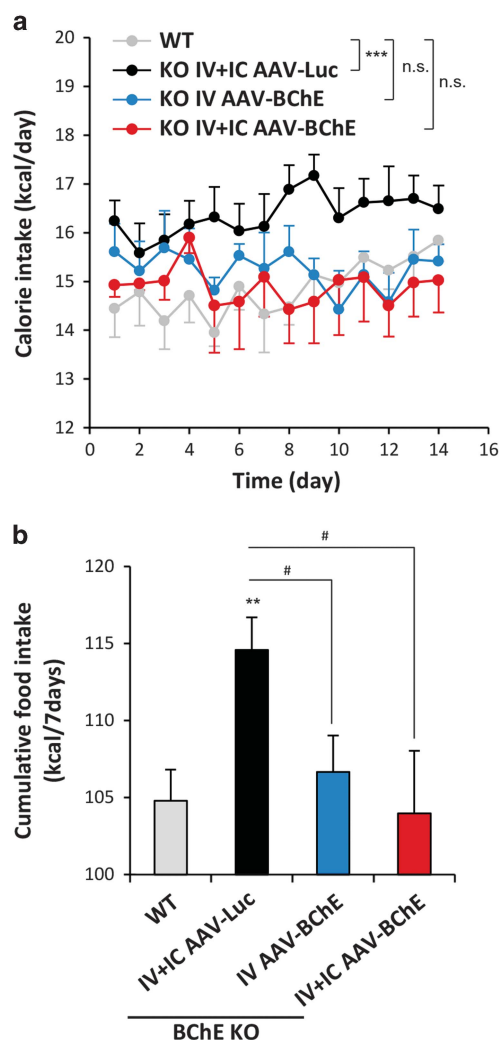 a
WT
KO IV+IC AAV-Luc
KO IV AAV-BChE
KO IV+IC AAV-BChE
***
n.s.
n.s.
Calorie intake (kcal/day)
20
19
18
17
16
15
14
13
12
0 2 4 6 8 10 12 14 16
Time (day)
b
#
#
**
Cumulative food intake
(kcal/7days)
120
115
110
105
100
WT
IV+IC AAV-Luc
IV AAV-BChE
IV+IC AAV-BChE
BChE KO